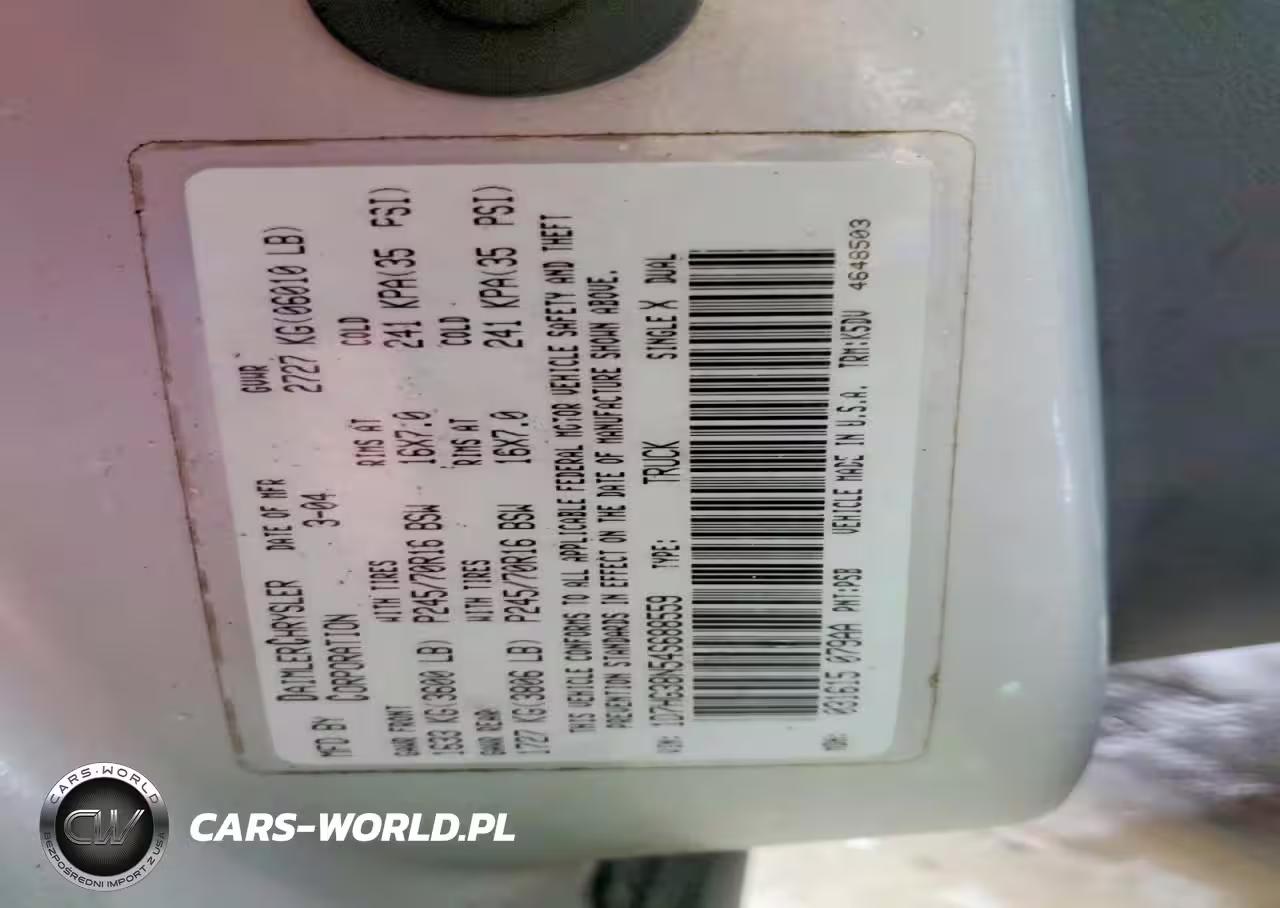 MFD BY DAIMLERCHRYSLER CORPORATION
DATE OF MFR 3-04
GVWR 2727 KG(06010 LB)
GAWR FRONT WITH TIRES RIMS AT COLD
1633 KG(3600 LB) P245/70R16 BSW 16X7.0 241 KPA(35 PSI)
GAWR REAR WITH TIRES RIMS AT COLD
1727 KG(3806 LB) P245/70R16 BSW 16X7.0 241 KPA(35 PSI)
THIS VEHICLE CONFORMS TO ALL APPLICABLE FEDERAL MOTOR VEHICLE SAFETY AND THEFT
PREVENTION STANDARDS IN EFFECT ON THE DATE OF MANUFACTURE SHOWN ABOVE.
VIN: 1D7HG38N54S688559 TYPE: TRUCK SINGLE X DUAL
MDH: 031615 079AA PNT:PSB VEHICLE MADE IN U.S.A. TRM:K5DV 4648503
CARS-WORLD
CW
BEZPOŚREDNI IMPORT Z USA
CARS-WORLD.PL